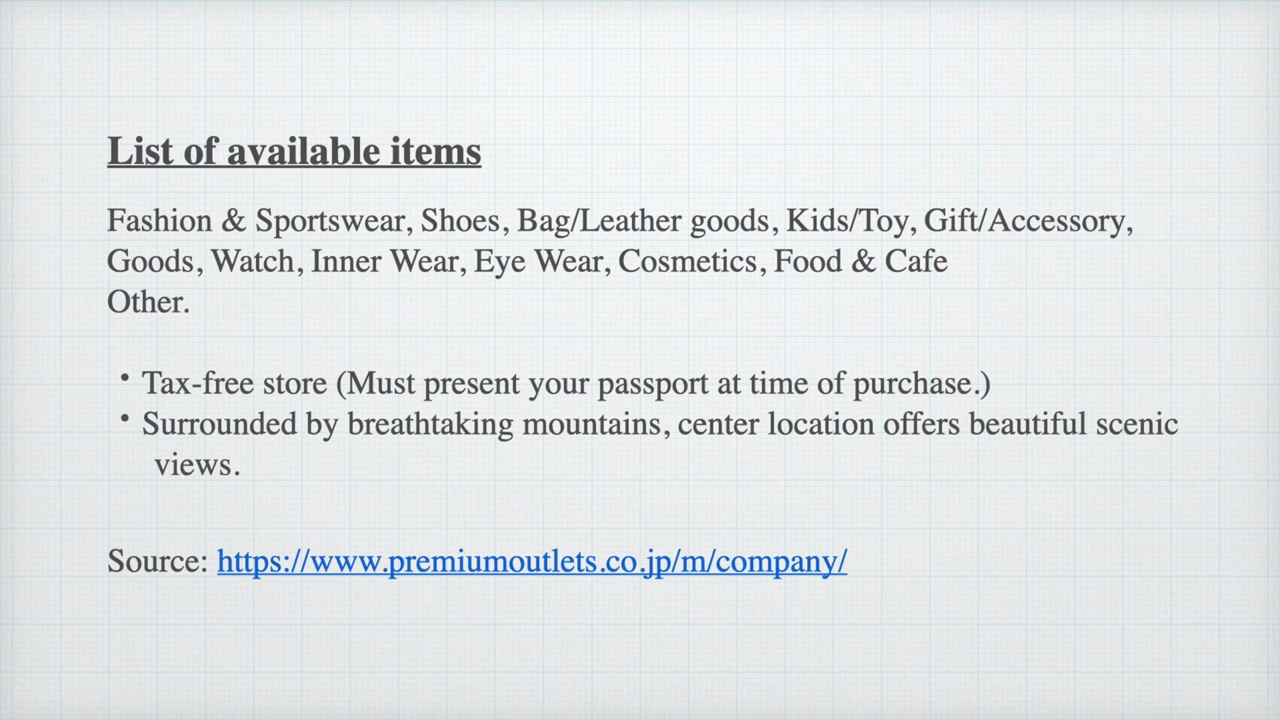 List of available items
Fashion & Sportswear, Shoes, Bag/Leather goods, Kids/Toy, Gift/Accessory,
Goods, Watch, Inner Wear, Eye Wear, Cosmetics, Food & Cafe
Other.
• Tax-free store (Must present your passport at time of purchase.)
• Surrounded by breathtaking mountains, center location offers beautiful scenic
views.
Source: https://www.premiumoutlets.co.jp/m/company/